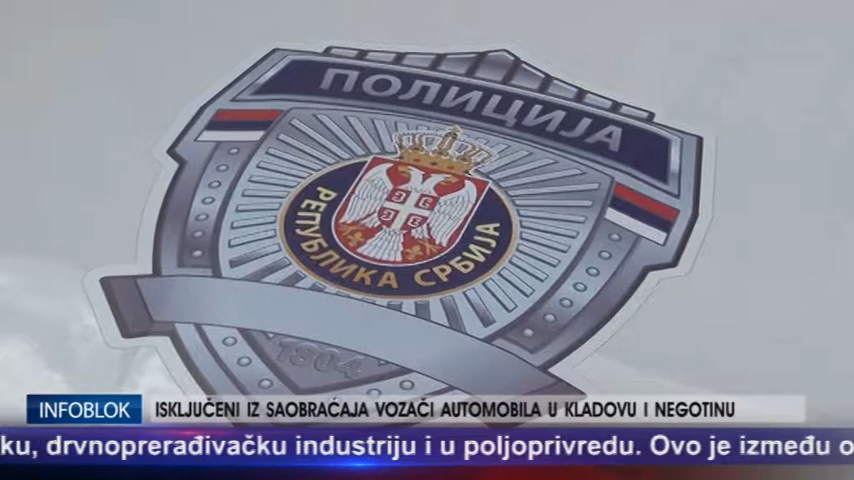 ПОЛИЦИЈА
РЕПУБЛИКА СРБИЈА
1804
INFOBLOK
ISKLJUČENI IZ SAOBRAĆAJA VOZAČI AUTOMOBILA U KLADOVU I NEGOTINU
ku, drvnoprerađivačku industriju i u poljoprivredu. Ovo je između o